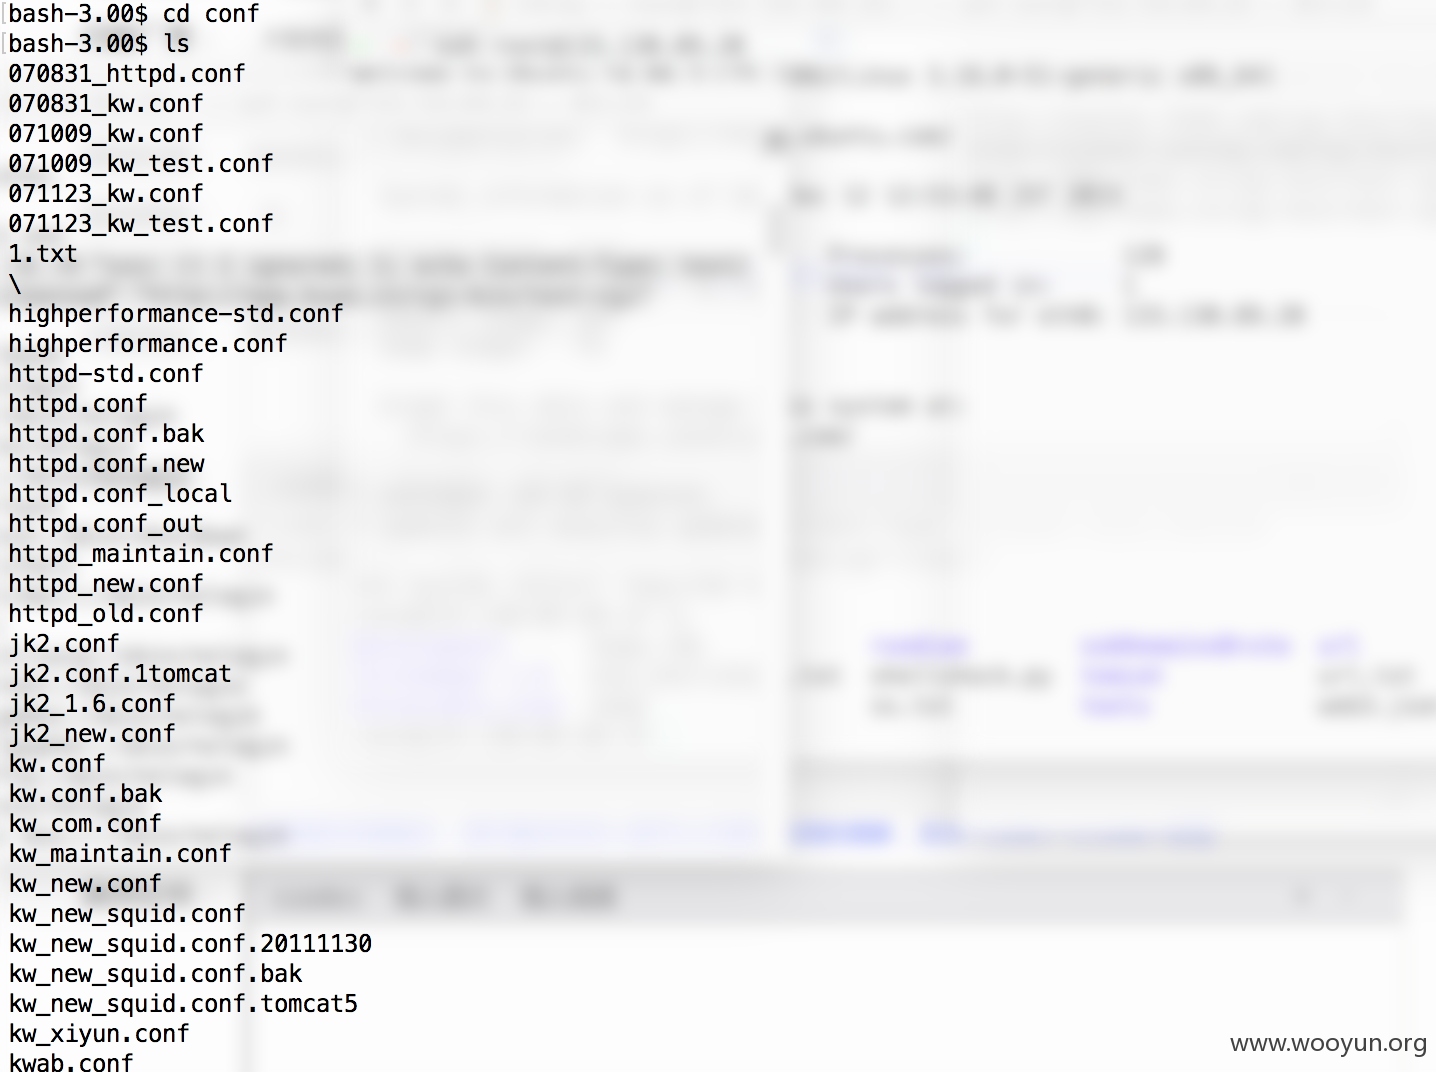 bash-3.00$ cd conf
bash-3.00$ ls
070831_httpd.conf
070831_kw.conf
071009_kw.conf
071009_kw_test.conf
071123_kw.conf
071123_kw_test.conf
1.txt
\
highperformance-std.conf
highperformance.conf
httpd-std.conf
httpd.conf
httpd.conf.bak
httpd.conf.new
httpd.conf_local
httpd.conf_out
httpd_maintain.conf
httpd_new.conf
httpd_old.conf
jk2.conf
jk2.conf.1tomcat
jk2_1.6.conf
jk2_new.conf
kw.conf
kw.conf.bak
kw_com.conf
kw_maintain.conf
kw_new.conf
kw_new_squid.conf
kw_new_squid.conf.20111130
kw_new_squid.conf.bak
kw_new_squid.conf.tomcat5
kw_xiyun.conf
kwab.conf
www.wooyun.org